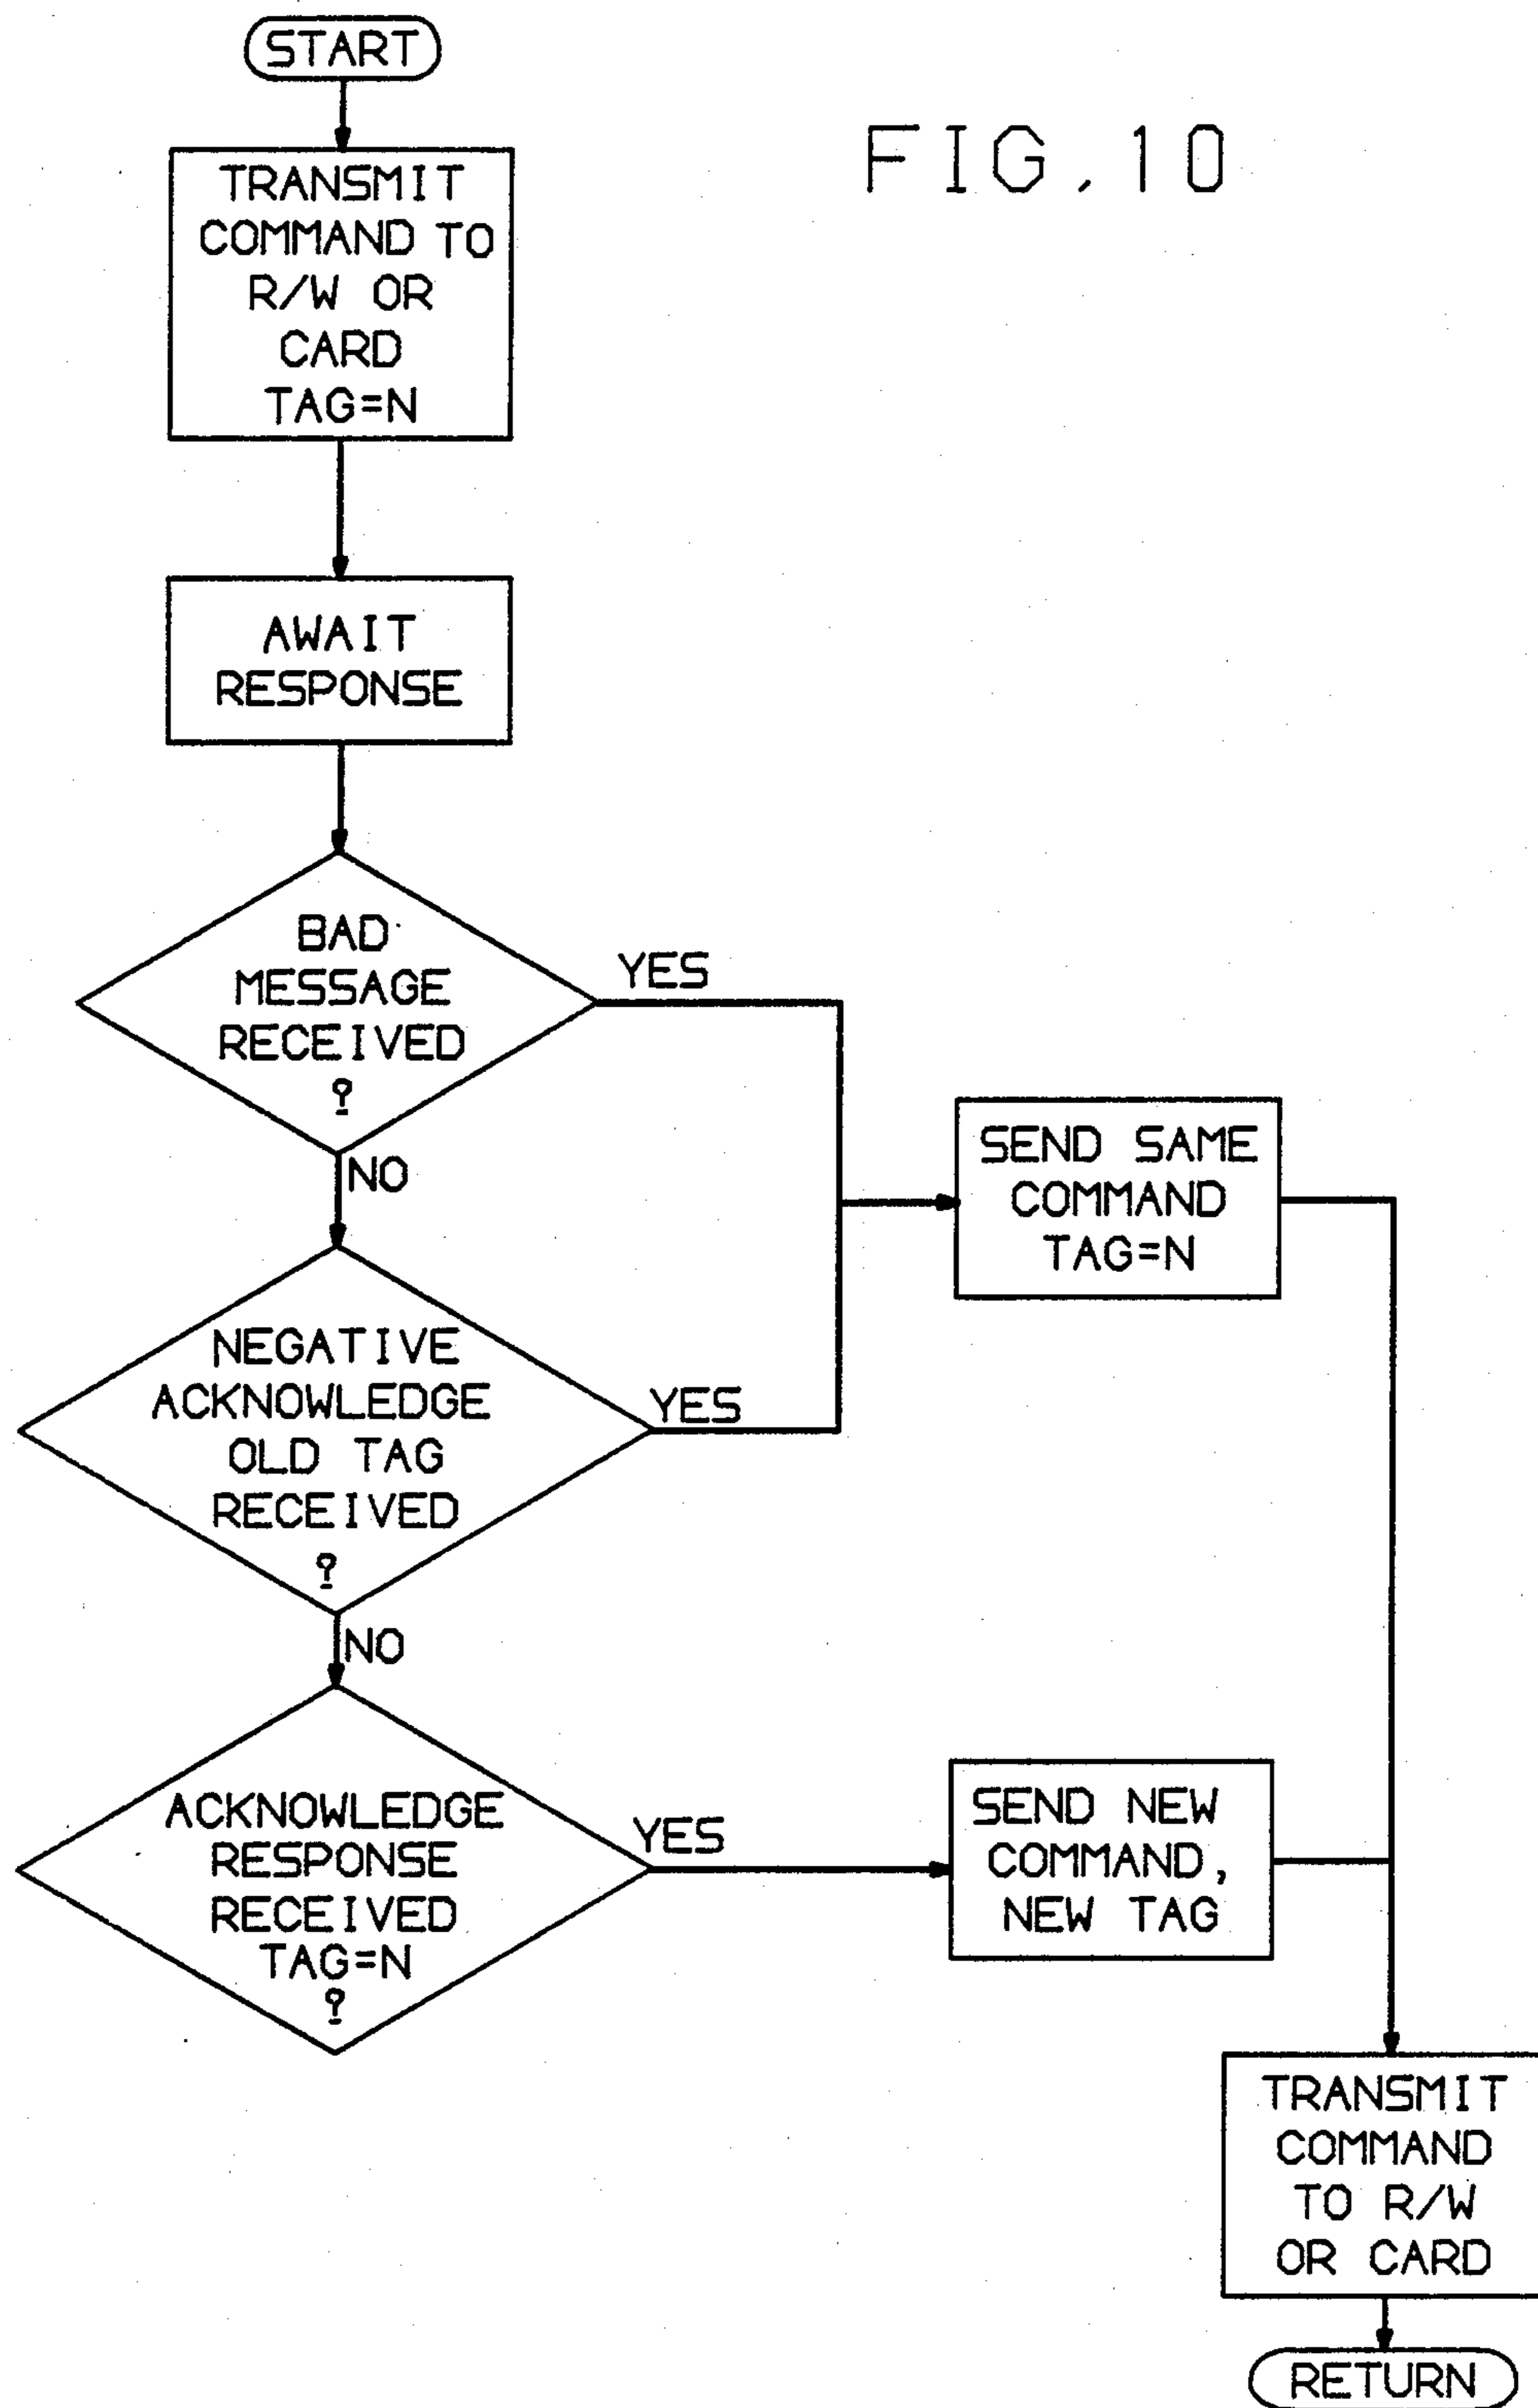 START
FIG. 10
TRANSMIT
COMMAND TO
R/W OR
CARD
TAG=N
AWAIT
RESPONSE
BAD
MESSAGE
RECEIVED
?
YES
NO
SEND SAME
COMMAND
TAG=N
NEGATIVE
ACKNOWLEDGE
OLD TAG
RECEIVED
?
YES
NO
ACKNOWLEDGE
RESPONSE
RECEIVED
TAG=N
?
YES
SEND NEW
COMMAND,
NEW TAG
TRANSMIT
COMMAND
TO R/W
OR CARD
RETURN